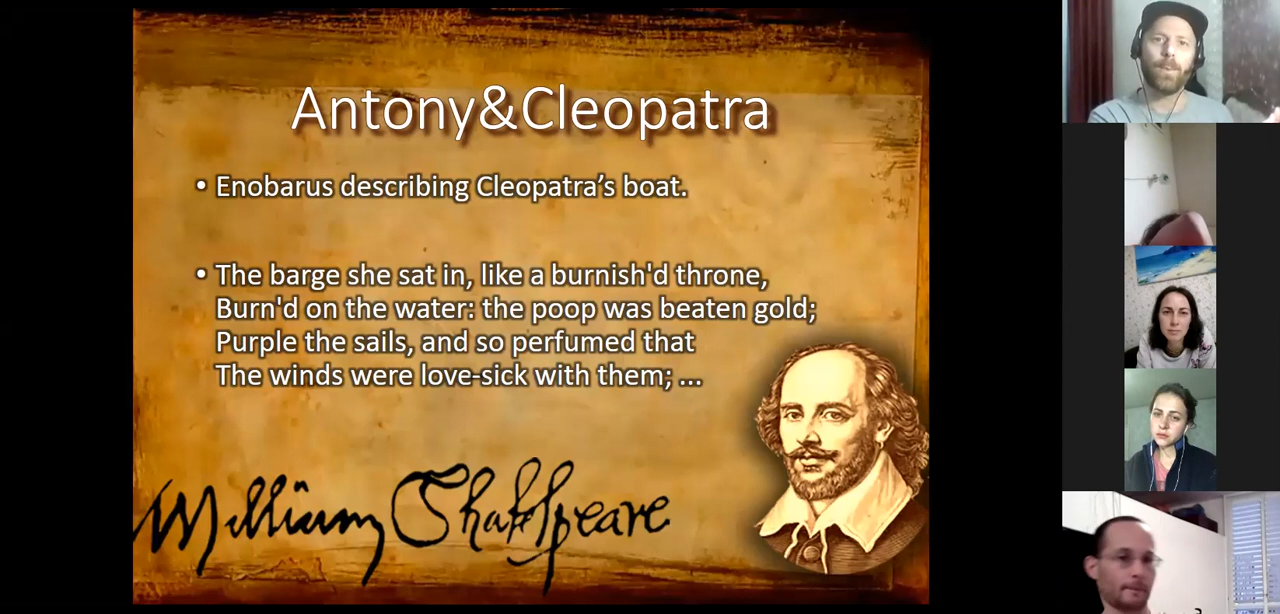 Antony&Cleopatra
• Enobarus describing Cleopatra’s boat.
• The barge she sat in, like a burnish'd throne,
Burn'd on the water: the poop was beaten gold;
Purple the sails, and so perfumed that
The winds were love-sick with them; ...
William Shakspeare